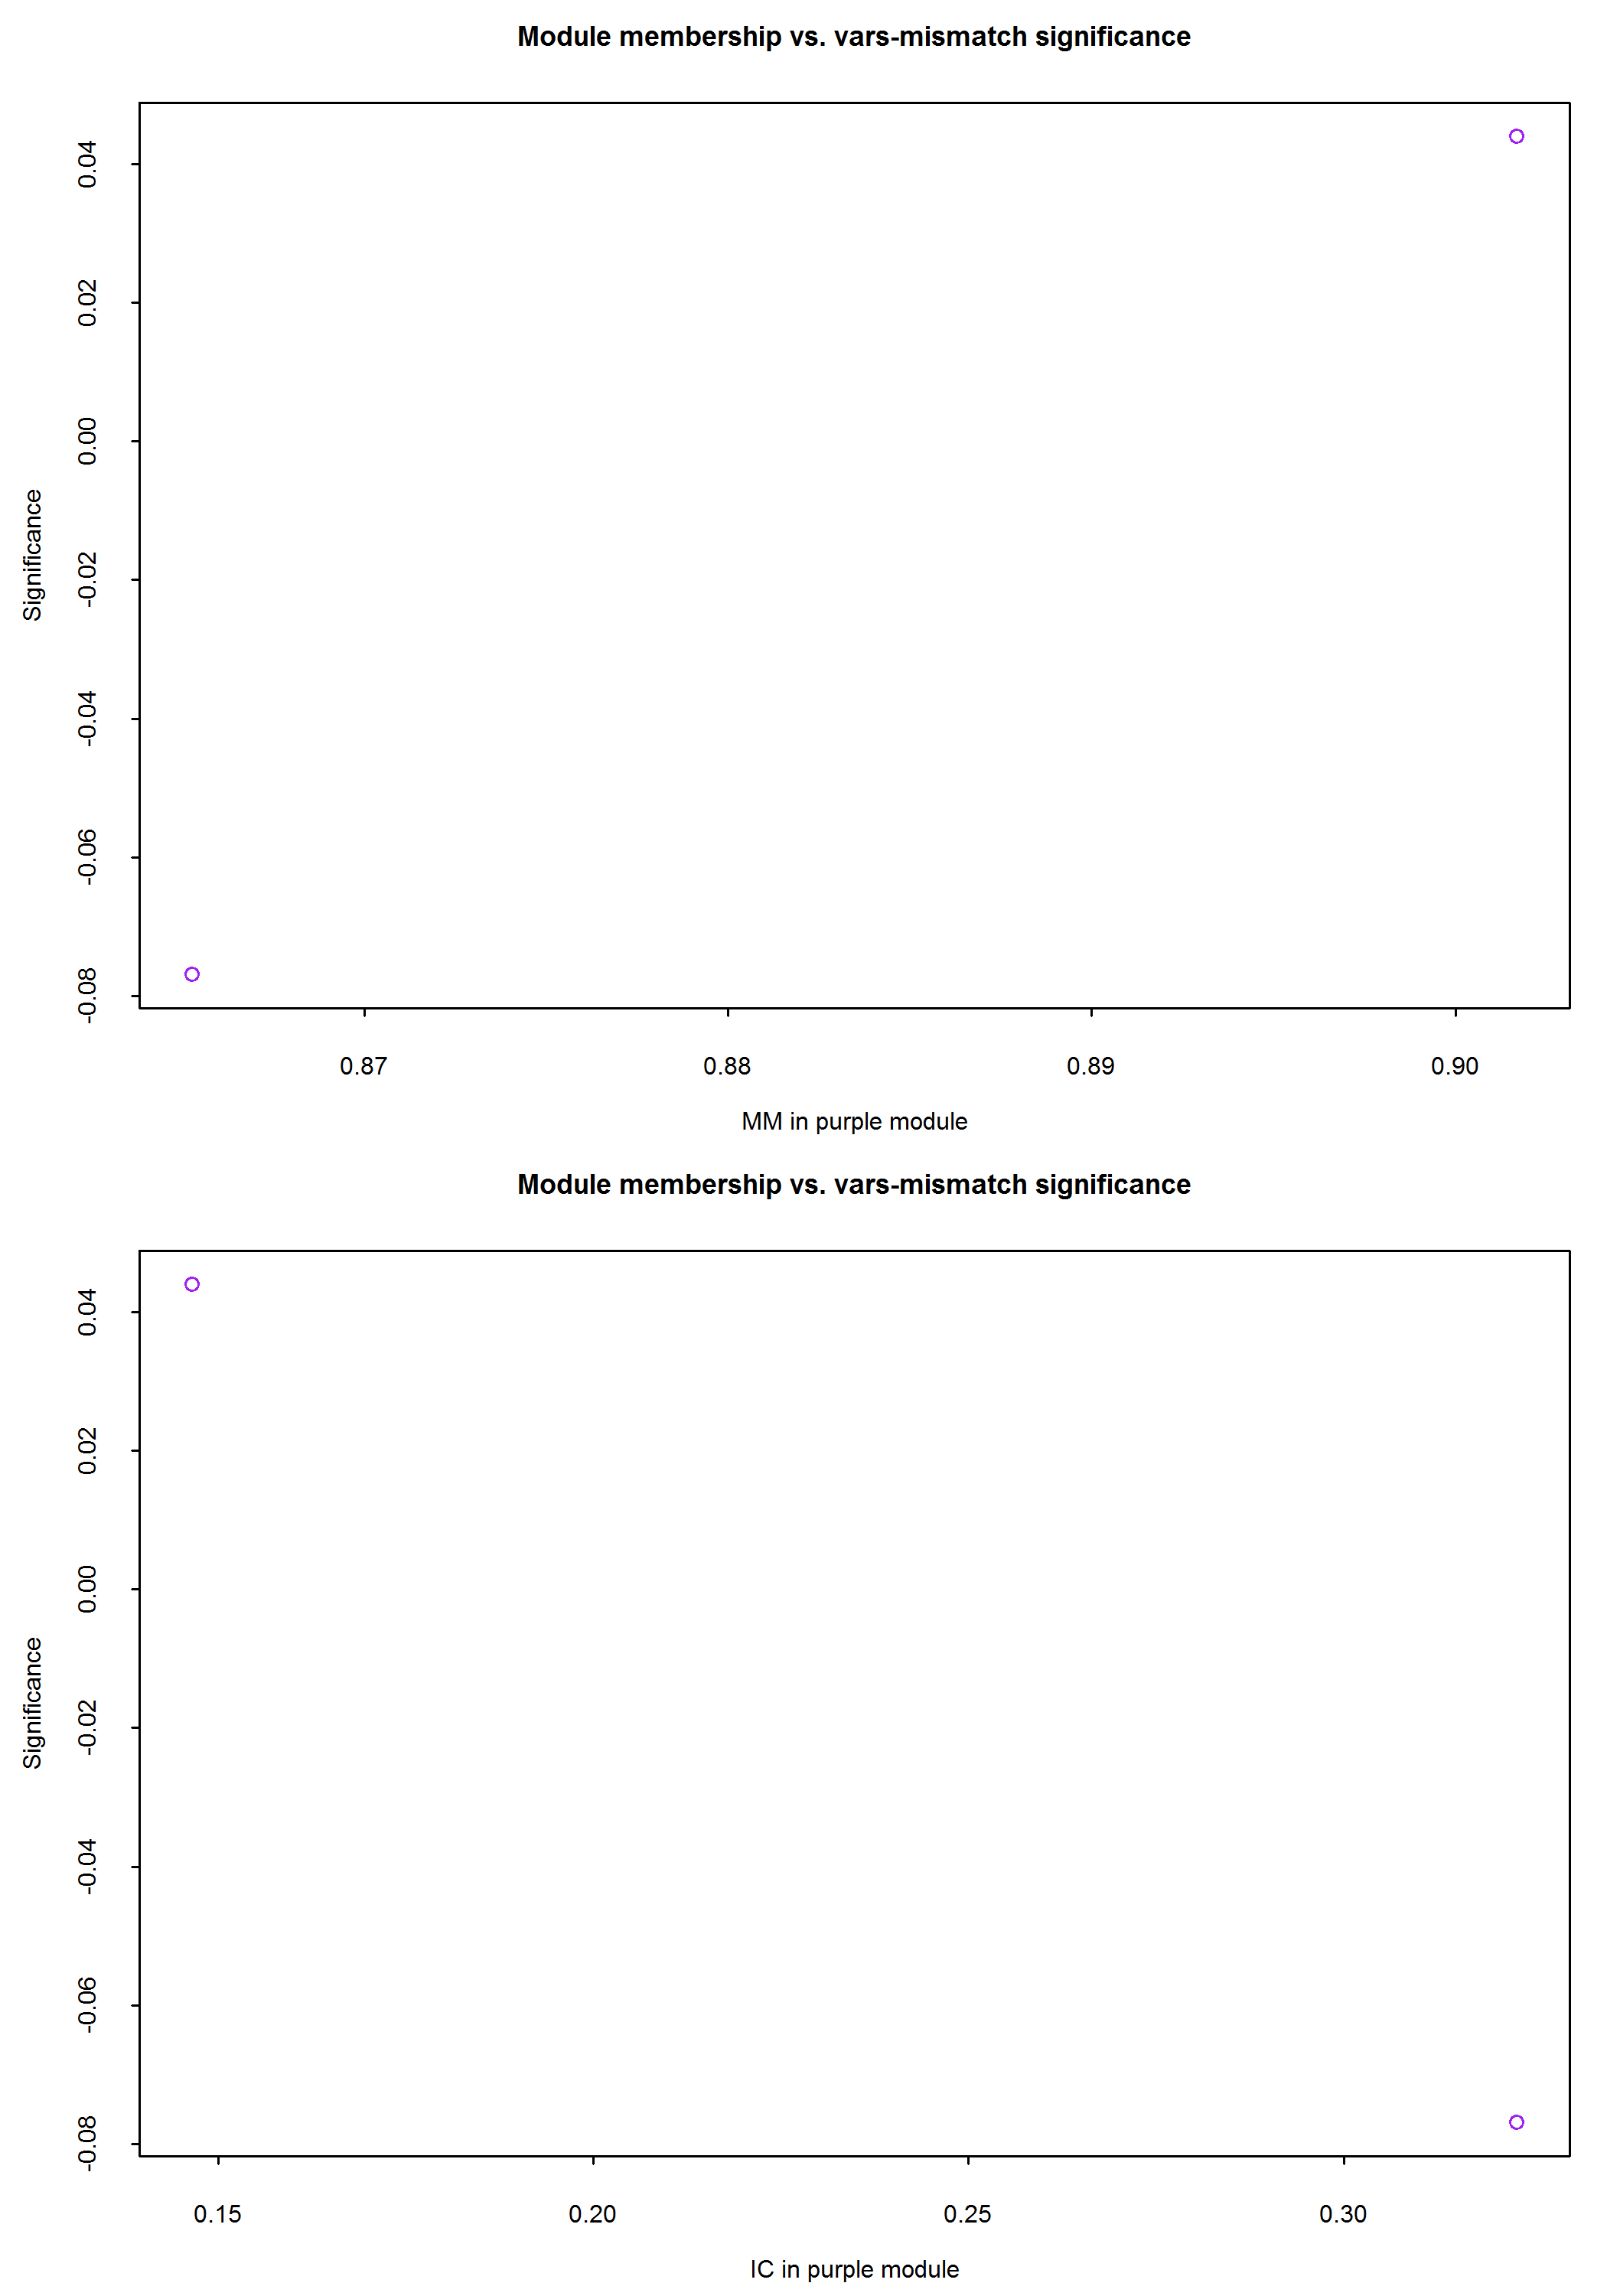 Module membership vs. vars-mismatch significance
Significance
0.04
0.02
0.00
-0.02
-0.04
-0.06
-0.08
0.87 0.88 0.89 0.90
MM in purple module
Module membership vs. vars-mismatch significance
Significance
0.04
0.02
0.00
-0.02
-0.04
-0.06
-0.08
0.15 0.20 0.25 0.30
IC in purple module